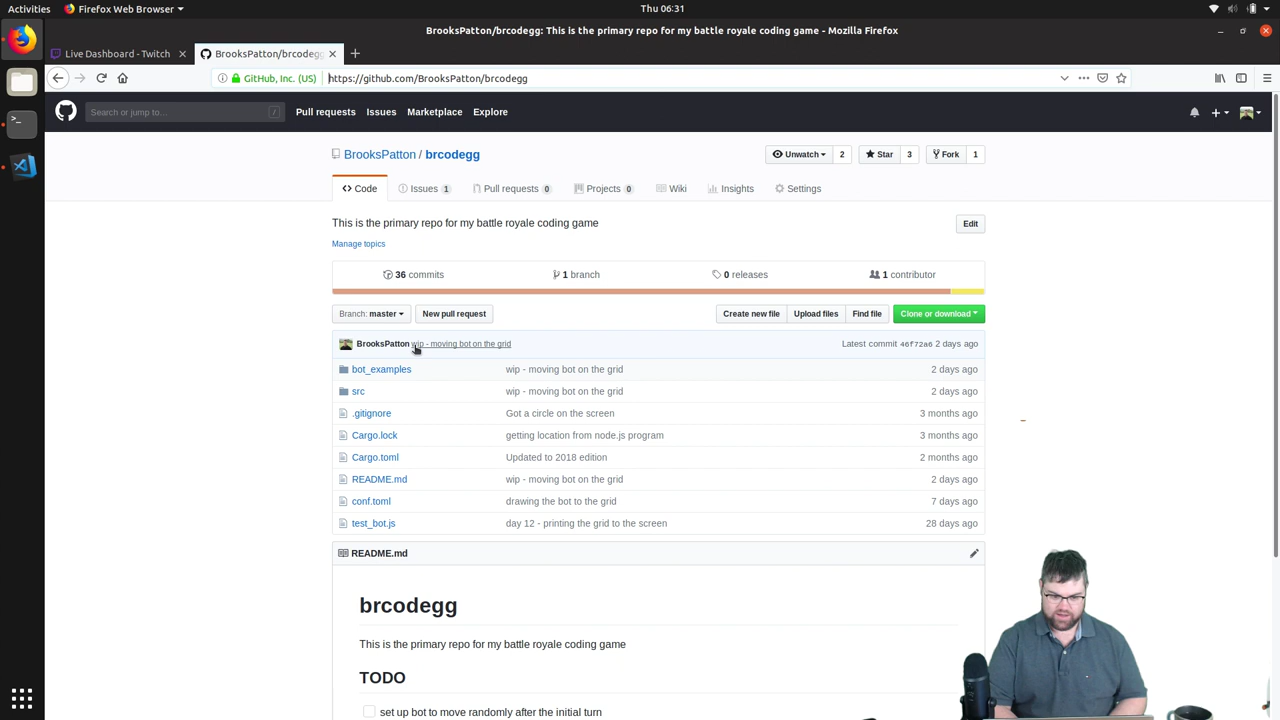 Activities
Firefox Web Browser
Thu 06:31
BrooksPatton/brcodegg: This is the primary repo for my battle royale coding game - Mozilla Firefox
Live Dashboard - Twitch
BrooksPatton/brcodegg
GitHub, Inc. (US)
https://github.com/BrooksPatton/brcodegg
Search or jump to...
/
Pull requests
Issues
Marketplace
Explore
BrooksPatton / brcodegg
Unwatch 2
Star 3
Fork 1
Code
Issues 1
Pull requests 0
Projects 0
Wiki
Insights
Settings
This is the primary repo for my battle royale coding game
Edit
Manage topics
36 commits
1 branch
0 releases
1 contributor
Branch: master
New pull request
Create new file
Upload files
Find file
Clone or download
BrooksPatton wip - moving bot on the grid
Latest commit 46f72a6 2 days ago
bot_examples wip - moving bot on the grid 2 days ago
src wip - moving bot on the grid 2 days ago
.gitignore Got a circle on the screen 3 months ago
Cargo.lock getting location from node.js program 3 months ago
Cargo.toml Updated to 2018 edition 2 months ago
README.md wip - moving bot on the grid 2 days ago
conf.toml drawing the bot to the grid 7 days ago
test_bot.js day 12 - printing the grid to the screen 28 days ago
README.md
brcodegg
This is the primary repo for my battle royale coding game
TODO
set up bot to move randomly after the initial turn